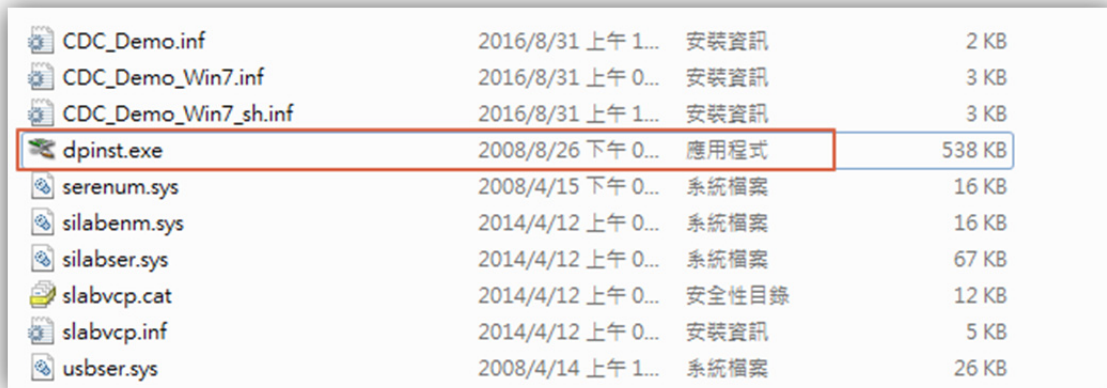 CDC_Demo.inf 2016/8/31 上午 1... 安裝資訊 2 KB
CDC_Demo_Win7.inf 2016/8/31 上午 0... 安裝資訊 3 KB
CDC_Demo_Win7_sh.inf 2016/8/31 上午 1... 安裝資訊 3 KB
dpinst.exe 2008/8/26 下午 0... 應用程式 538 KB
serenum.sys 2008/4/15 下午 0... 系統檔案 16 KB
silabenm.sys 2014/4/12 上午 0... 系統檔案 16 KB
silabser.sys 2014/4/12 上午 0... 系統檔案 67 KB
slabvcp.cat 2014/4/12 上午 0... 安全性目錄 12 KB
slabvcp.inf 2014/4/12 上午 0... 安裝資訊 5 KB
usbser.sys 2008/4/14 上午 1... 系統檔案 26 KB